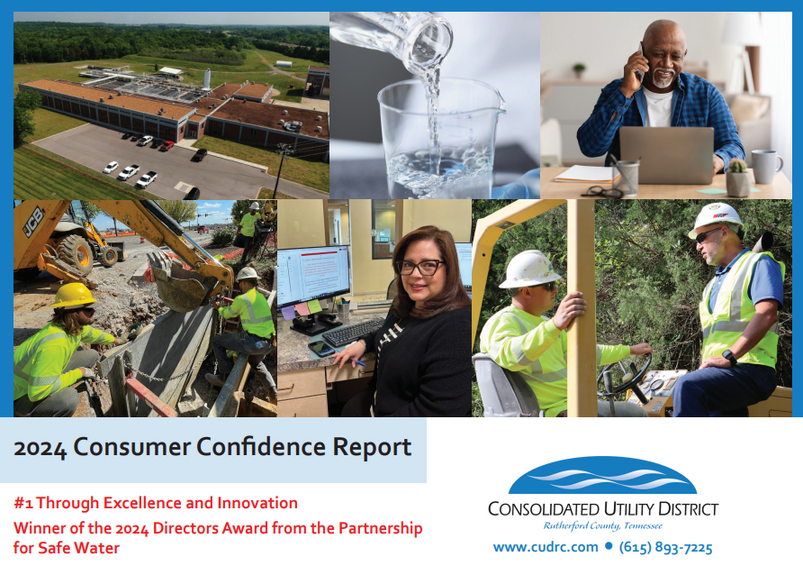 JCB
2024 Consumer Confidence Report
#1 Through Excellence and Innovation
Winner of the 2024 Directors Award from the Partnership
for Safe Water
CONSOLIDATED UTILITY DISTRICT
Rutherford County, Tennessee
www.cudrc.com • (615) 893-7225